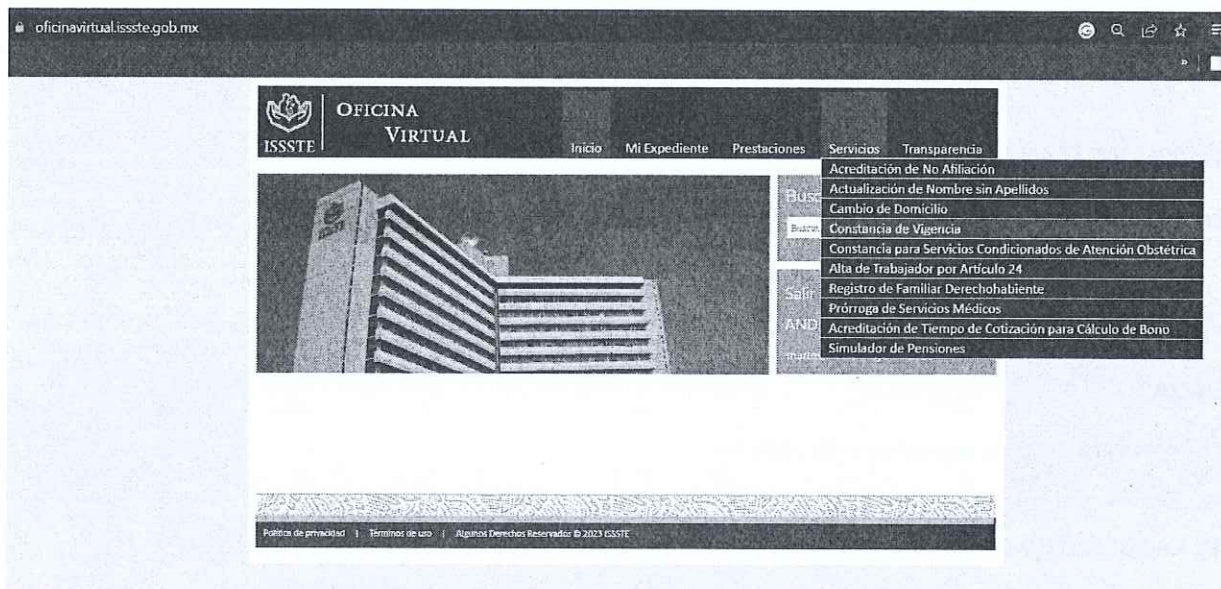 oficinavirtual.issste.gob.mx
»
ISSSTE
OFICINA
VIRTUAL
Inicio Mi Expediente Prestaciones Servicios Transparencia
Acreditación de No Afiliación
Actualización de Nombre sin Apellidos
Cambio de Domicilio
Constancia de Vigencia
Constancia para Servicios Condicionados de Atención Obstétrica
Alta de Trabajador por Artículo 24
Registro de Familiar Derechohabiente
Prórroga de Servicios Médicos
Acreditación de Tiempo de Cotización para Cálculo de Bono
Simulador de Pensiones
Busc
Salir
AND
Política de privacidad | Términos de uso | Algunos Derechos Reservados © 2023 ISSSTE